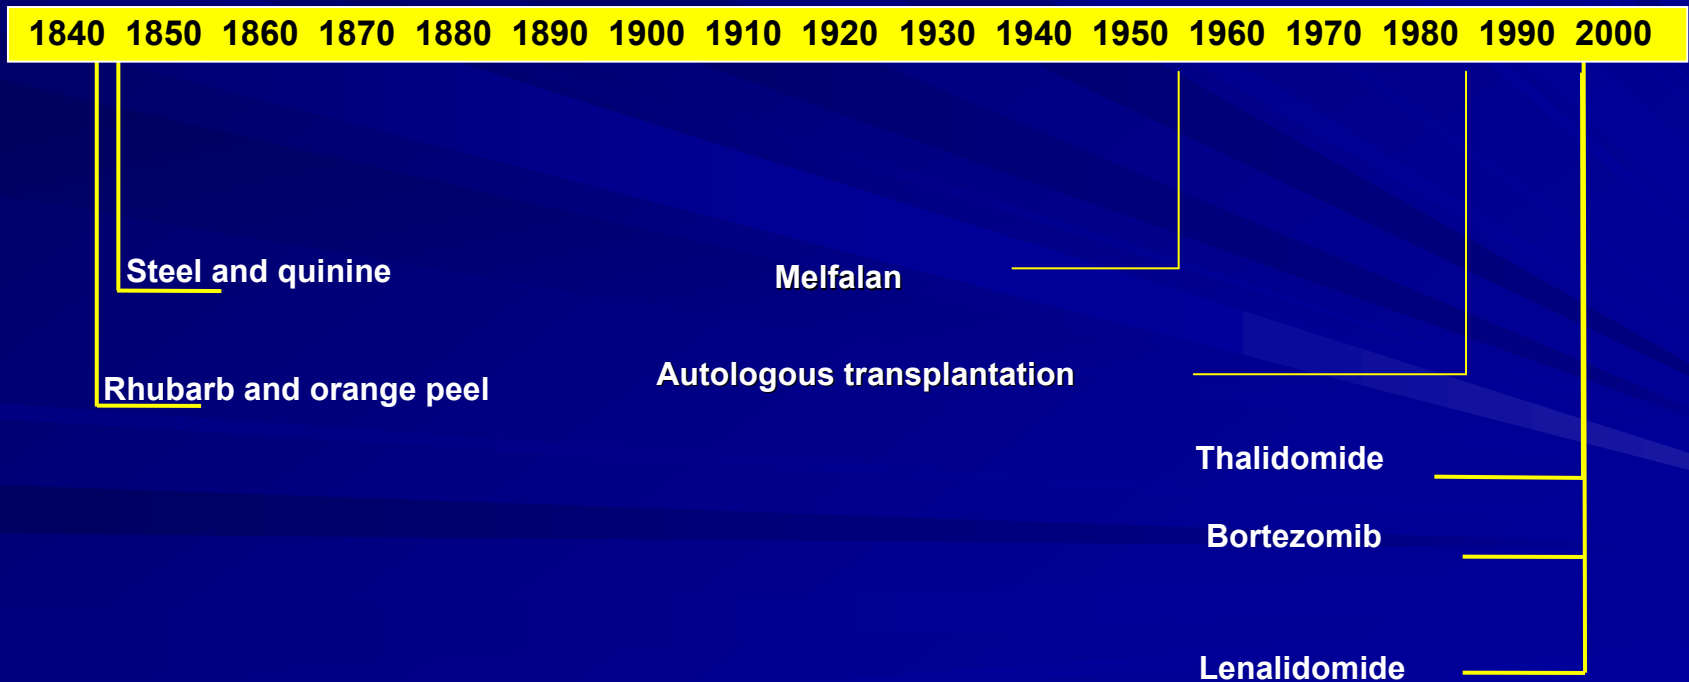 1840 1850 1860 1870 1880 1890 1900 1910 1920 1930 1940 1950 1960 1970 1980 1990 2000
Steel and quinine
Melfalan
Rhubarb and orange peel
Autologous transplantation
Thalidomide
Bortezomib
Lenalidomide